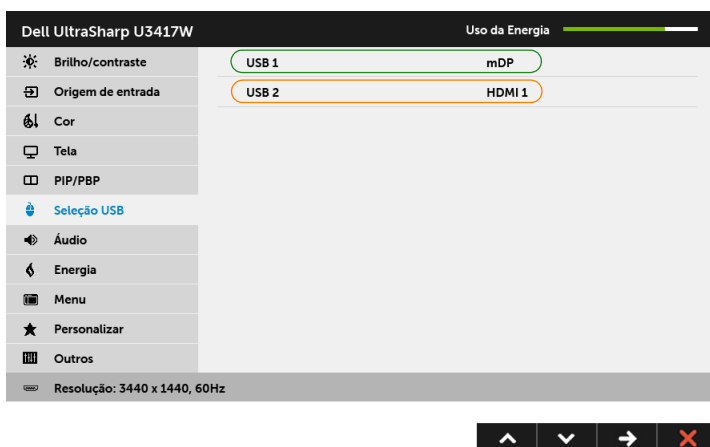 Dell UltraSharp U3417W Uso da Energia
Brilho/contraste USB 1 mDP
Origem de entrada USB 2 HDMI 1
Cor
Tela
PIP/PBP
Seleção USB
Áudio
Energia
Menu
Personalizar
Outros
Resolução: 3440 x 1440, 60Hz